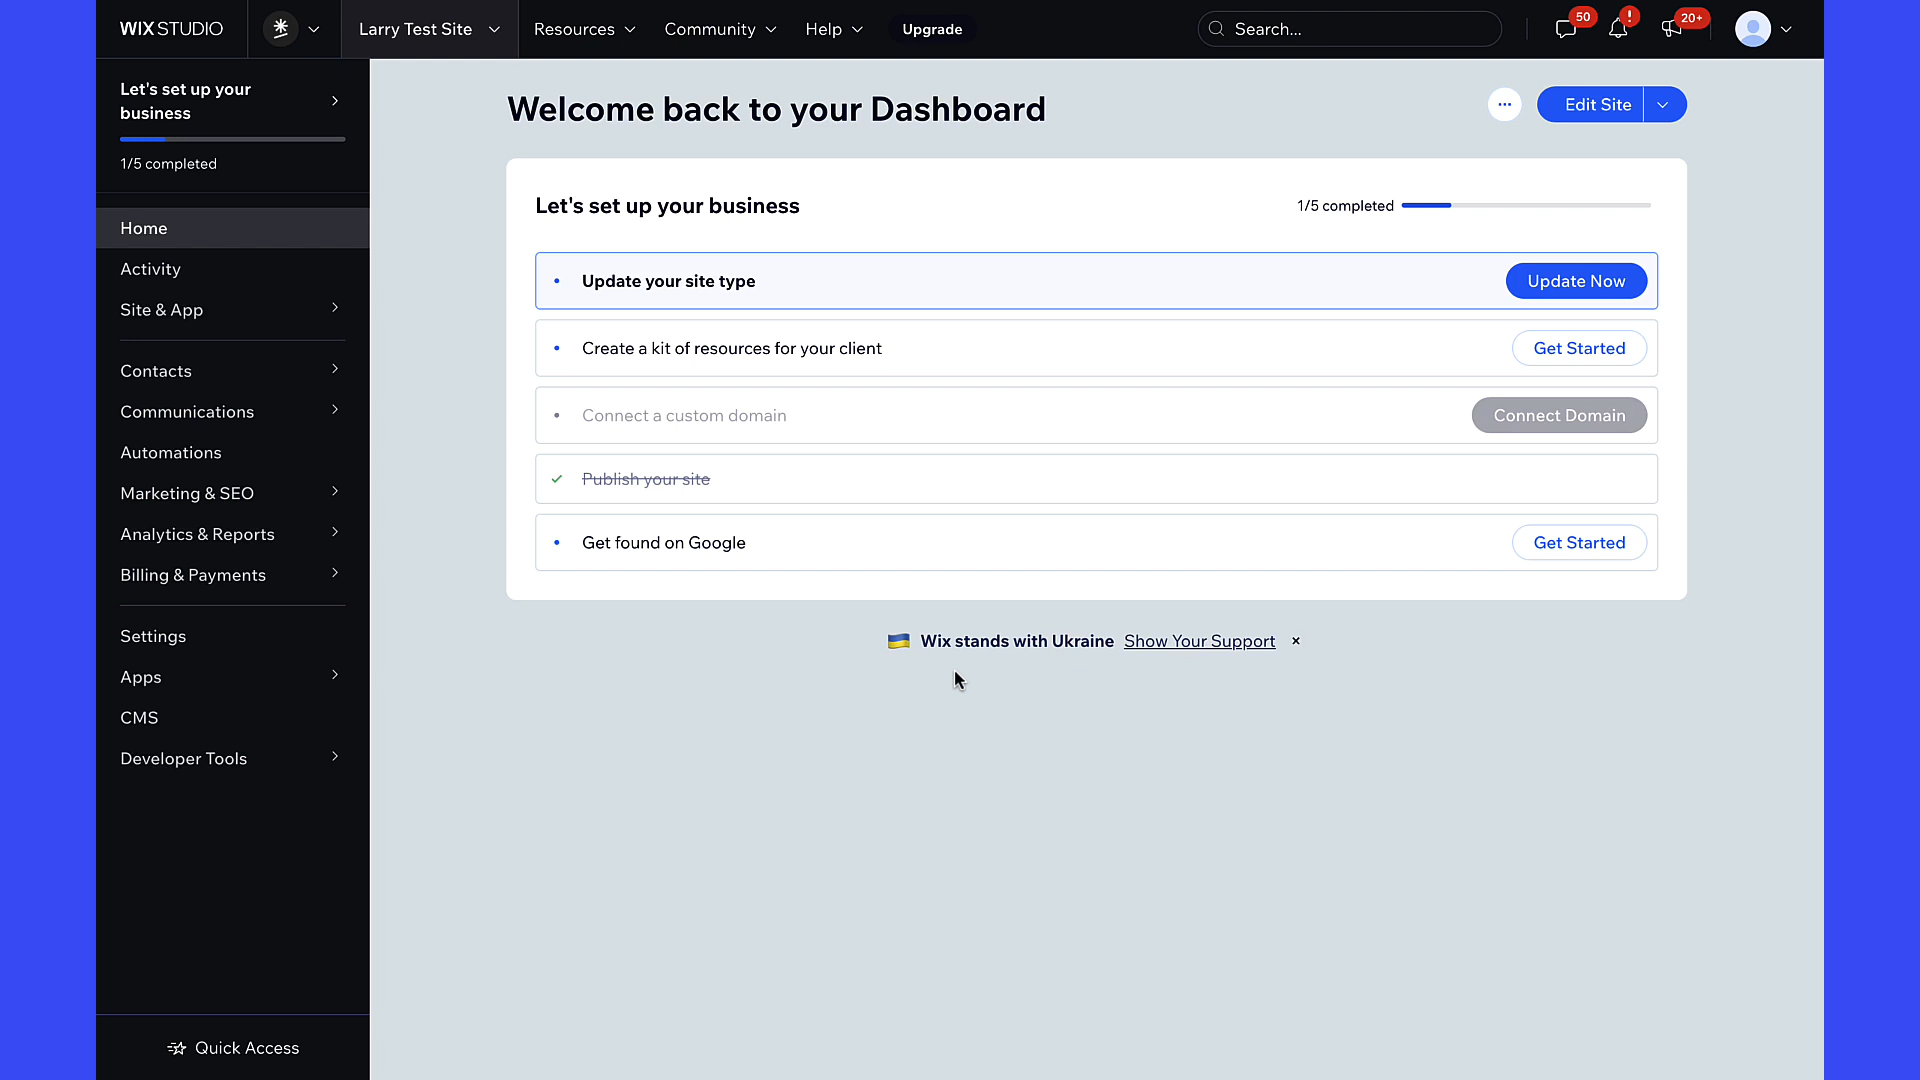 WIX STUDIO
Larry Test Site
Resources
Community
Help
Upgrade
Search...
50
!
20+
Let's set up your
business
1/5 completed
Home
Activity
Site & App
Contacts
Communications
Automations
Marketing & SEO
Analytics & Reports
Billing & Payments
Settings
Apps
CMS
Developer Tools
Quick Access
Welcome back to your Dashboard
Edit Site
Let's set up your business
1/5 completed
Update your site type
Update Now
Create a kit of resources for your client
Get Started
Connect a custom domain
Connect Domain
Publish your site
Get found on Google
Get Started
Wix stands with Ukraine Show Your Support